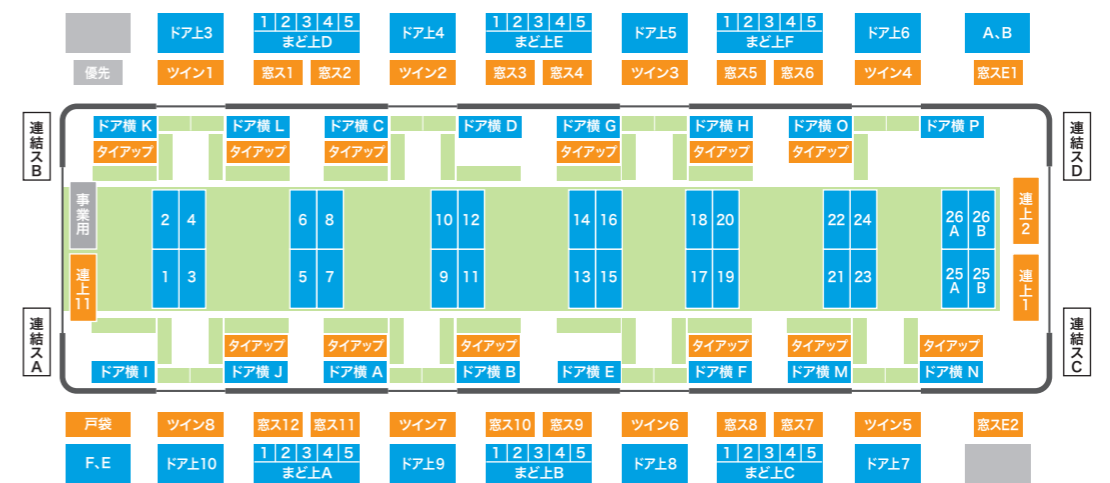 ドア上3 1 2 3 4 5 ドア上4 1 2 3 4 5 ドア上5 1 2 3 4 5 ドア上6 A、B
まど上D まど上E まど上F
優先 ツイン1 窓ス1 窓ス2 ツイン2 窓ス3 窓ス4 ツイン3 窓ス5 窓ス6 ツイン4 窓スE1
連結スB
連結スD
ドア横 K ドア横 L ドア横 C ドア横 D ドア横 G ドア横 H ドア横 O ドア横 P
タイアップ タイアップ タイアップ タイアップ タイアップ タイアップ
事業用
連上2
2 4 6 8 10 12 14 16 18 20 22 24 26A 26B
連上11
連上1
1 3 5 7 9 11 13 15 17 19 21 23 25A 25B
連結スA
連結スC
タイアップ タイアップ タイアップ タイアップ タイアップ タイアップ
ドア横 I ドア横 J ドア横 A ドア横 B ドア横 E ドア横 F ドア横 M ドア横 N
戸袋 ツイン8 窓ス12 窓ス11 ツイン7 窓ス10 窓ス9 ツイン6 窓ス8 窓ス7 ツイン5 窓スE2
F、E ドア上10 1 2 3 4 5 ドア上9 1 2 3 4 5 ドア上8 1 2 3 4 5 ドア上7
まど上A まど上B まど上C